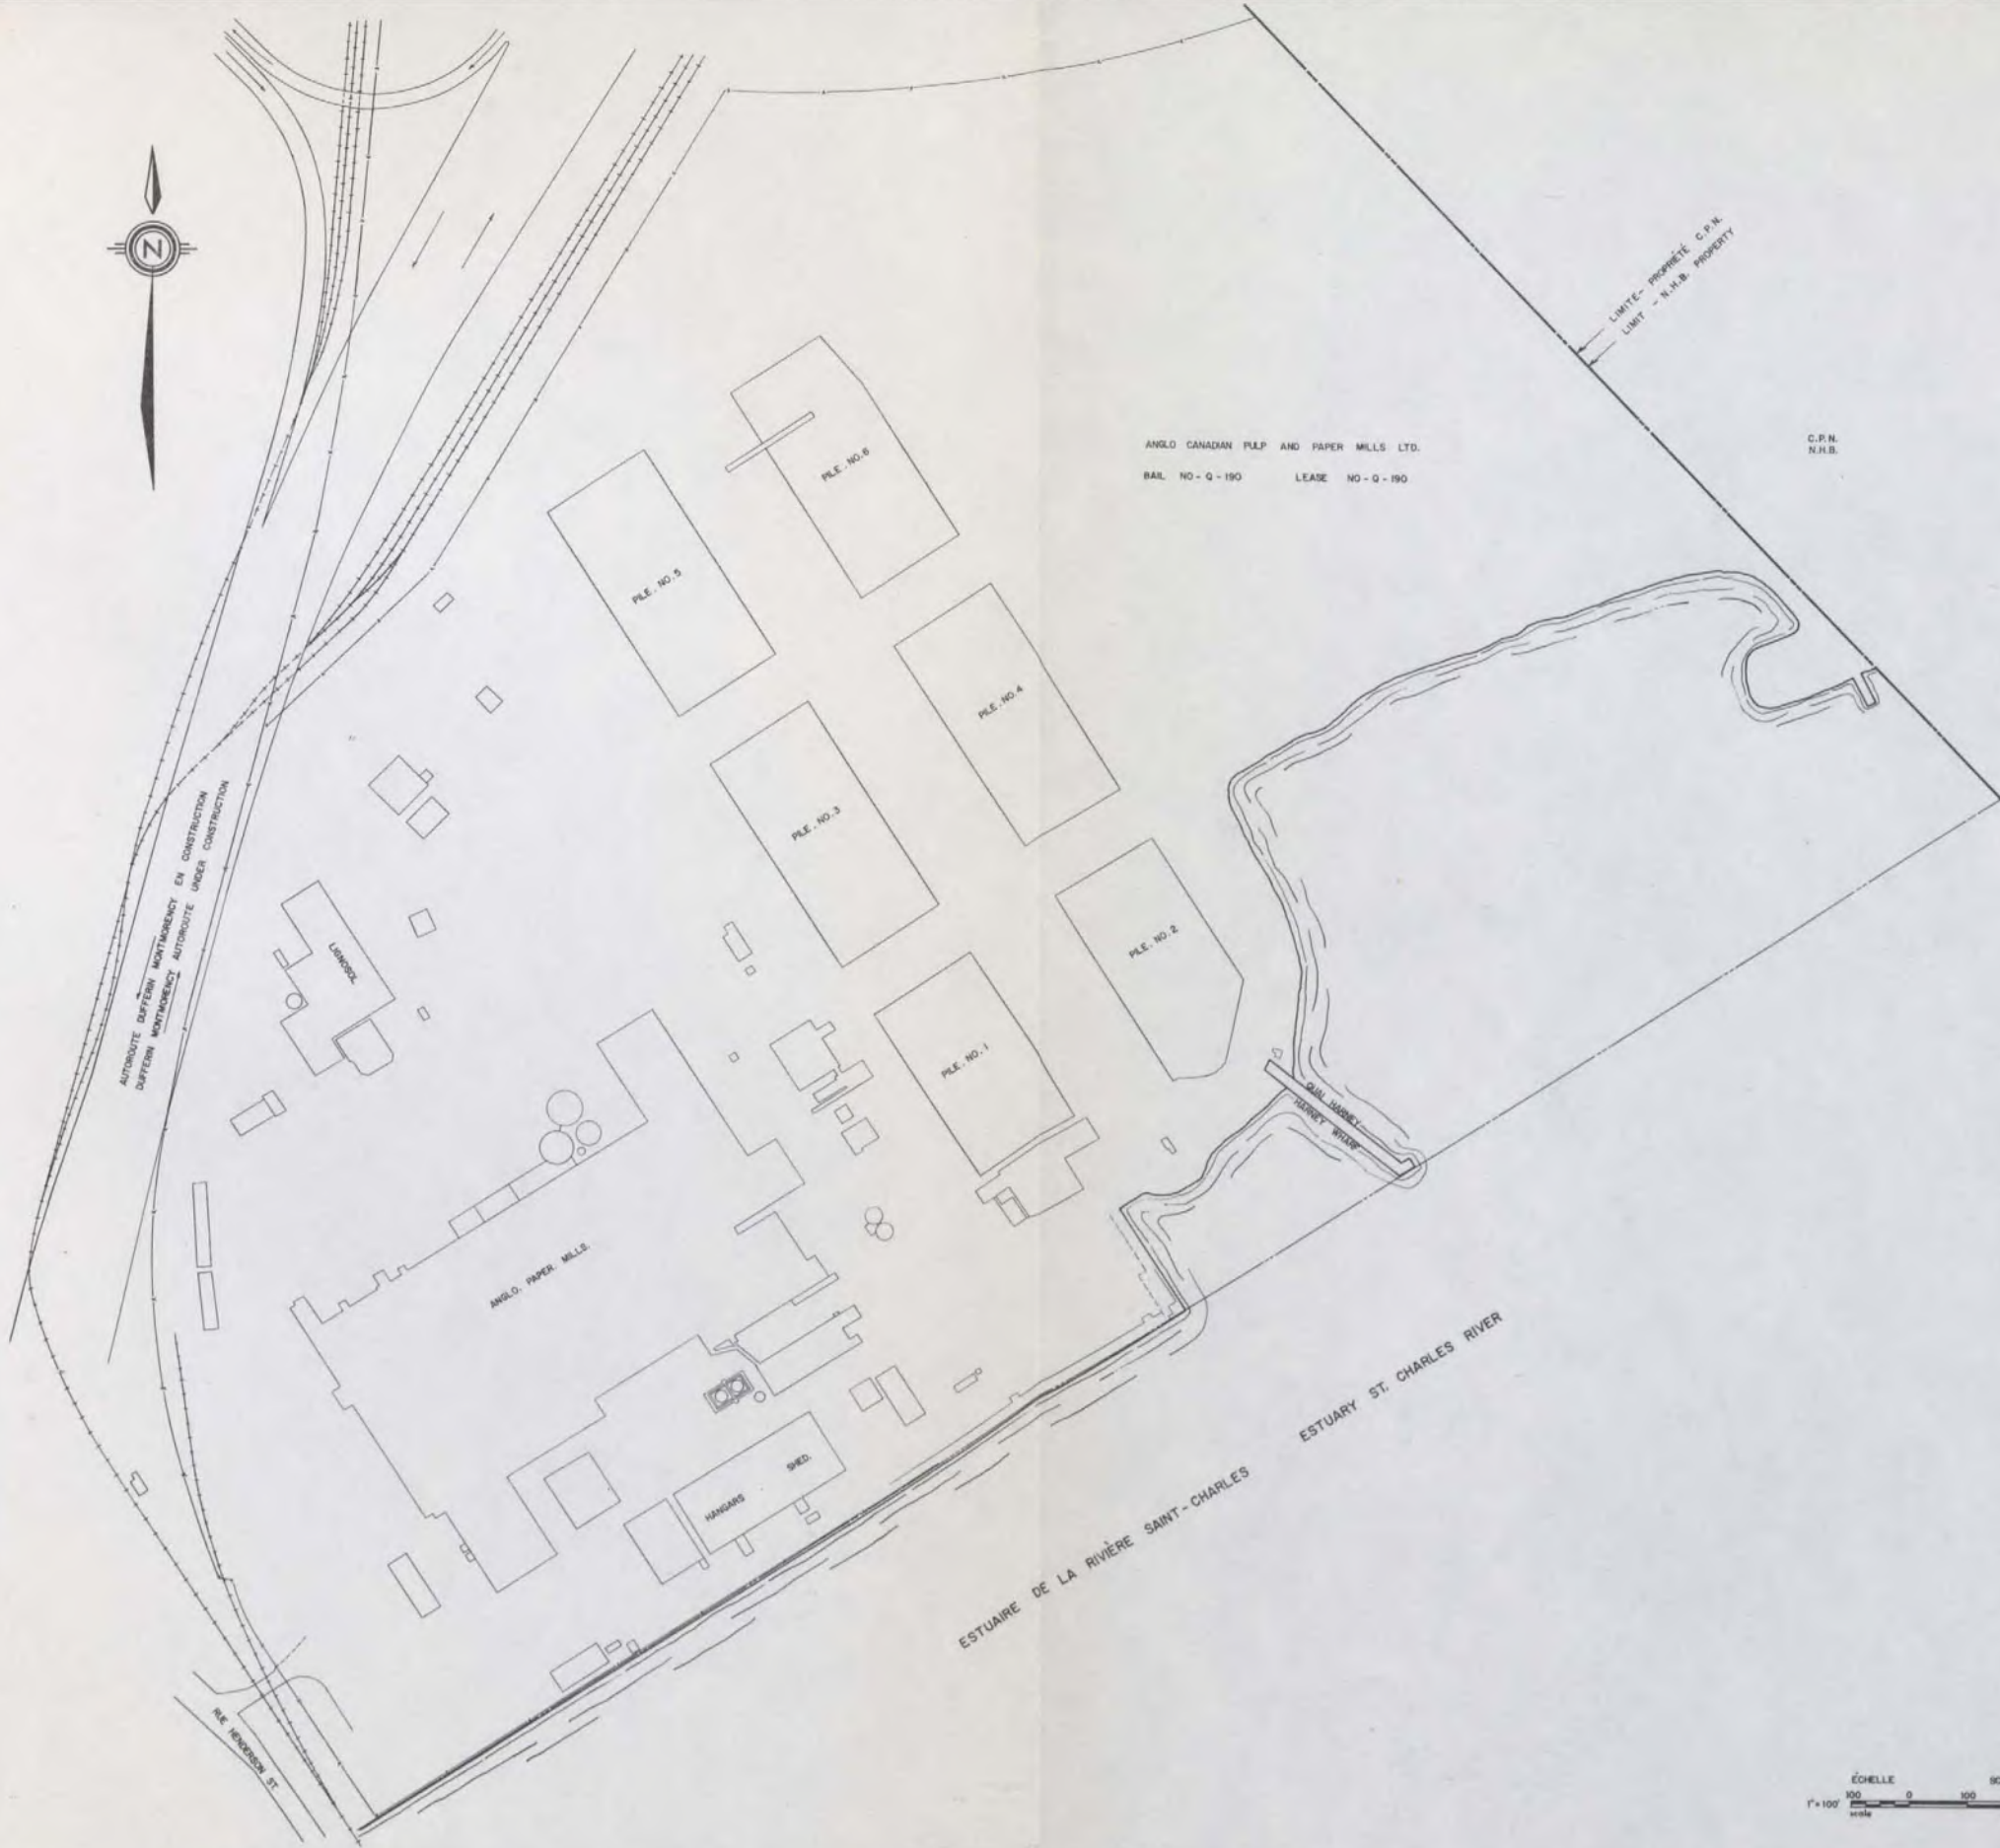 N
LIMITE - PROPRIÉTÉ C.P.N.
LIMIT - N.H.B. PROPERTY
ANGLO CANADIAN PULP AND PAPER MILLS LTD.
BAIL NO - Q - 190 LEASE NO - Q - 190
C.P.N.
N.H.B.
PILE. NO. 6
PILE. NO. 5
PILE. NO. 4
PILE. NO. 3
PILE. NO. 2
PILE. NO. 1
AUTOROUTE DUFFERIN MONTMORENCY EN CONSTRUCTION
DUFFERIN MONTMORENCY AUTOROUTE UNDER CONSTRUCTION
LIGNOSOL
QUAI HARNEY
HARNEY WHARF
ANGLO. PAPER. MILLS.
HANGARS SHED.
ESTUAIRE DE LA RIVIÈRE SAINT-CHARLES ESTUARY ST. CHARLES RIVER
RUE HENDERSON ST.
ÉCHELLE
1"=100' 100 0 100
scale